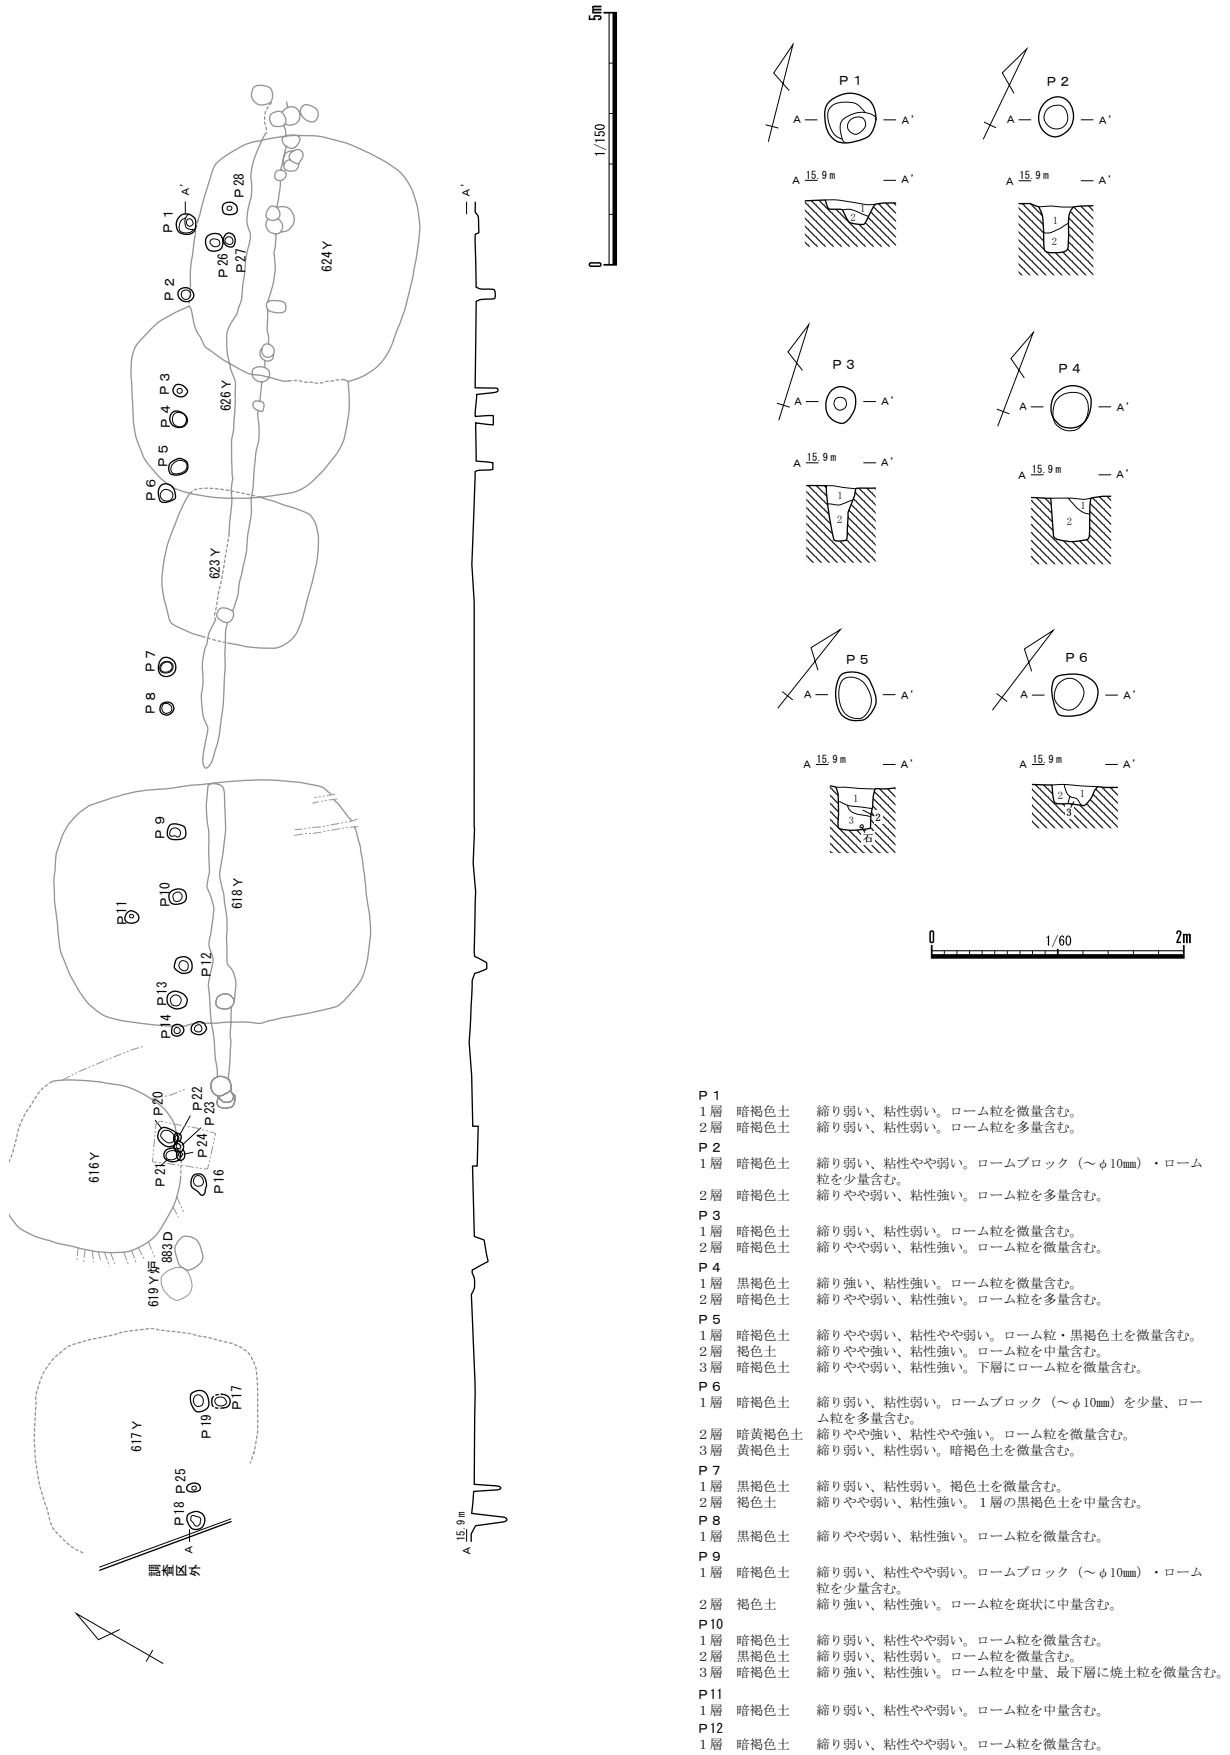 5m
1/150
0
A'
P1
P28
P26
P27
P2
624Y
P3
P4
626Y
P5
P6
623Y
P7
P8
P9
P10
P11
618Y
P12
P13
P14
P20
P22
P23
P24
P21
616Y
P16
883D
619Y炉
P17
P19
617Y
P25
P18
A
調査区外
A'
A 15.9m
P1
A A'
A 15.9m A'
1
2
P2
A A'
A 15.9m A'
1
2
P3
A A'
A 15.9m A'
1
2
P4
A A'
A 15.9m A'
1
2
P5
A A'
A 15.9m A'
1
2
3
石
P6
A A'
A 15.9m A'
2 1
3
0 1/60 2m
P1
1層 暗褐色土 締り弱い、粘性弱い。ローム粒を微量含む。
2層 暗褐色土 締り弱い、粘性弱い。ローム粒を多量含む。
P2
1層 暗褐色土 締り弱い、粘性やや弱い。ロームブロック（～φ10mm）・ローム
粒を少量含む。
2層 暗褐色土 締りやや弱い、粘性強い。ローム粒を多量含む。
P3
1層 暗褐色土 締り弱い、粘性弱い。ローム粒を微量含む。
2層 暗褐色土 締りやや弱い、粘性強い。ローム粒を微量含む。
P4
1層 黒褐色土 締り強い、粘性強い。ローム粒を微量含む。
2層 暗褐色土 締りやや弱い、粘性強い。ローム粒を多量含む。
P5
1層 暗褐色土 締りやや弱い、粘性やや弱い。ローム粒・黒褐色土を微量含む。
2層 褐色土 締りやや強い、粘性強い。ローム粒を中量含む。
3層 暗褐色土 締りやや弱い、粘性強い。下層にローム粒を微量含む。
P6
1層 暗褐色土 締り弱い、粘性弱い。ロームブロック（～φ10mm）を少量、ロー
ム粒を多量含む。
2層 暗黄褐色土 締りやや強い、粘性やや強い。ローム粒を微量含む。
3層 黄褐色土 締り弱い、粘性弱い。暗褐色土を微量含む。
P7
1層 黒褐色土 締り弱い、粘性弱い。褐色土を微量含む。
2層 褐色土 締りやや弱い、粘性強い。1層の黒褐色土を中量含む。
P8
1層 黒褐色土 締りやや弱い、粘性強い。ローム粒を微量含む。
P9
1層 暗褐色土 締り弱い、粘性やや弱い。ロームブロック（～φ10mm）・ローム
粒を少量含む。
2層 褐色土 締り強い、粘性強い。ローム粒を斑状に中量含む。
P10
1層 暗褐色土 締り弱い、粘性やや弱い。ローム粒を微量含む。
2層 黒褐色土 締り弱い、粘性弱い。ローム粒を微量含む。
3層 暗褐色土 締り強い、粘性強い。ローム粒を中量、最下層に焼土粒を微量含む。
P11
1層 暗褐色土 締り弱い、粘性やや弱い。ローム粒を中量含む。
P12
1層 暗褐色土 締り弱い、粘性やや弱い。ローム粒を微量含む。